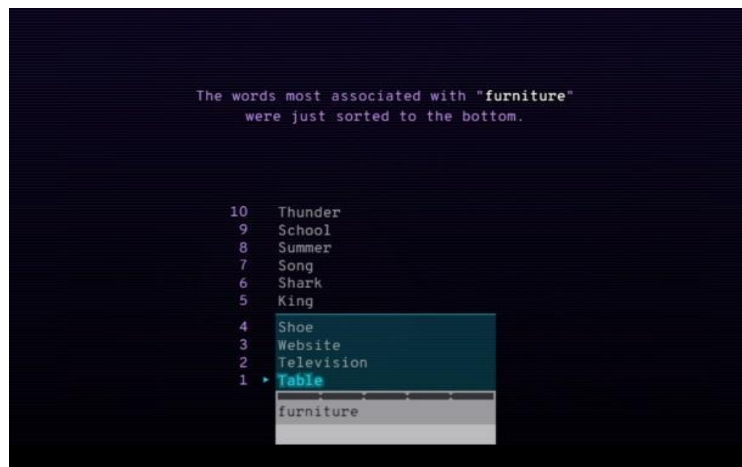 The words most associated with "furniture"
were just sorted to the bottom.
10 Thunder
9 School
8 Summer
7 Song
6 Shark
5 King
4 Shoe
3 Website
2 Television
1 ▸ Table
furniture